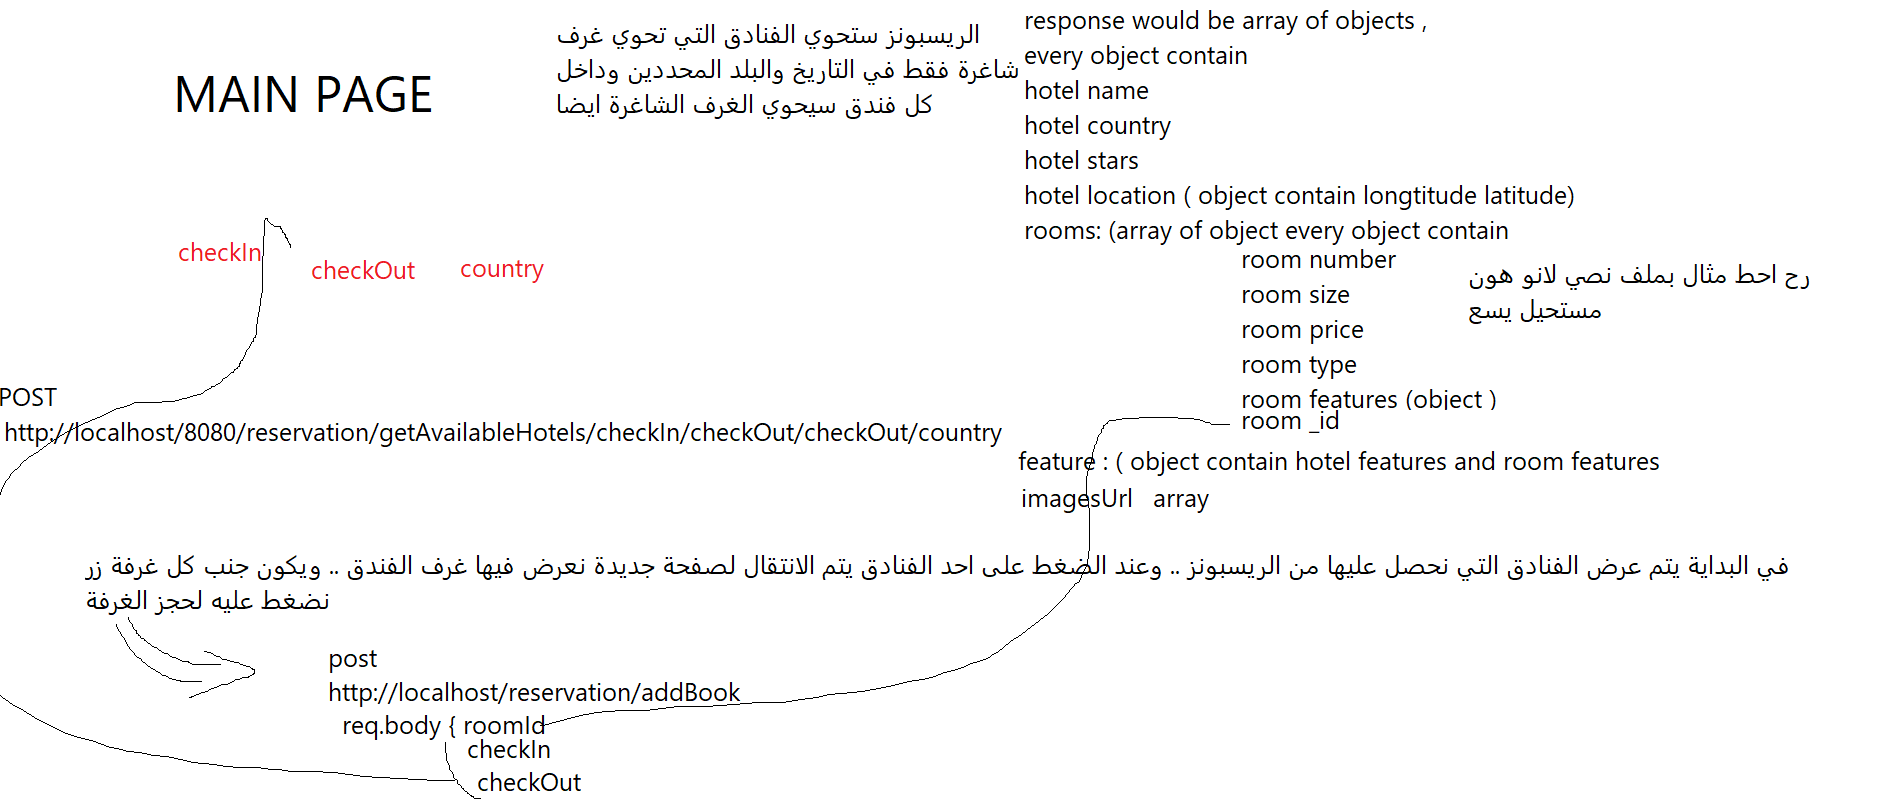 MAIN PAGE
الريسبونز ستحوي الفنادق التي تحوي غرف
شاغرة فقط في التاريخ والبلد المحددين وداخل
كل فندق سيحوي الغرف الشاغرة ايضا
response would be array of objects ,
every object contain
hotel name
hotel country
hotel stars
hotel location ( object contain longtitude latitude)
rooms: (array of object every object contain
room number
room size
room price
room type
room features (object )
room _id
رح احط مثال بملف نصي لانو هون
مستحيل يسع
feature : ( object contain hotel features and room features
imagesUrl   array
checkIn
checkOut
country
POST
http://localhost/8080/reservation/getAvailableHotels/checkIn/checkOut/checkOut/country
في البداية يتم عرض الفنادق التي نحصل عليها من الريسبونز .. وعند الضغط على احد الفنادق يتم الانتقال لصفحة جديدة نعرض فيها غرف الفندق .. ويكون جنب كل غرفة زر
نضغط عليه لحجز الغرفة
post
http://localhost/reservation/addBook
req.body { roomId
checkIn
checkOut